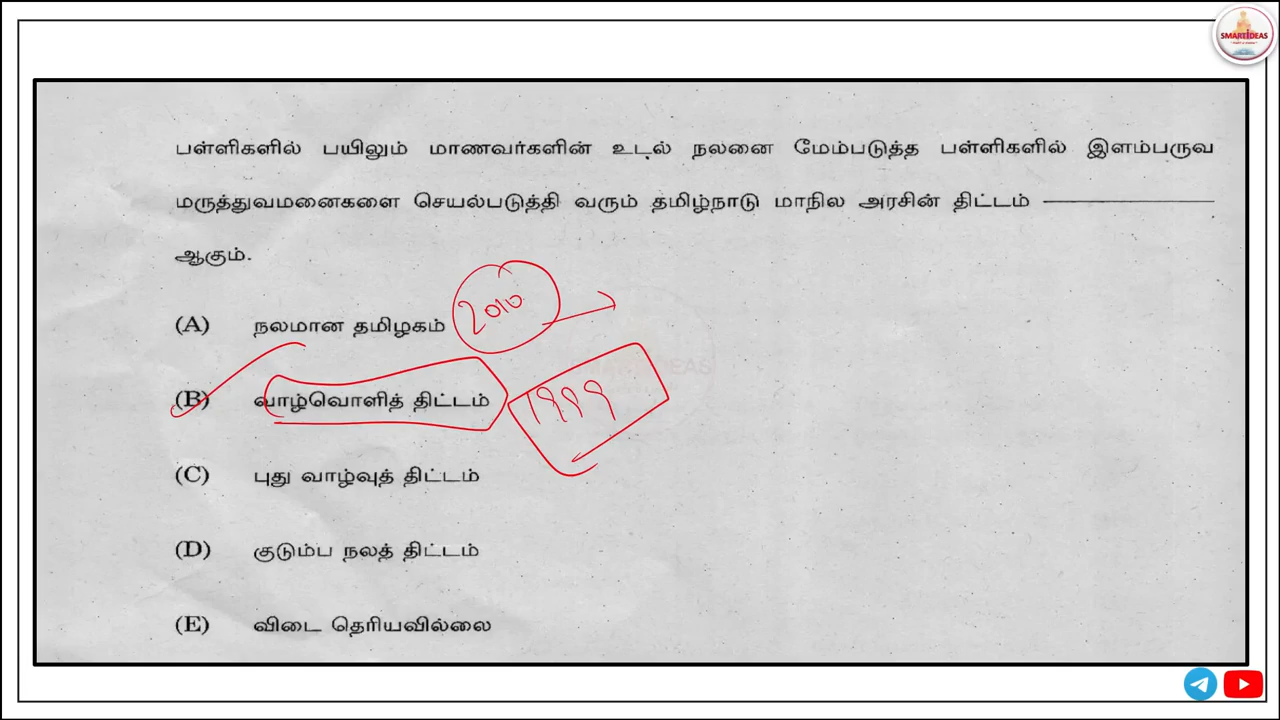 SMARTIDEAS
பள்ளிகளில் பயிலும் மாணவர்களின் உடல் நலனை மேம்படுத்த பள்ளிகளில் இளம்பருவ
மருத்துவமனைகளை செயல்படுத்தி வரும் தமிழ்நாடு மாநில அரசின் திட்டம் ————
ஆகும்.
(A) நலமான தமிழகம் 2010
(B) வாழ்வொளித் திட்டம் 1999
(C) புது வாழ்வுத் திட்டம்
(D) குடும்ப நலத் திட்டம்
(E) விடை தெரியவில்லை